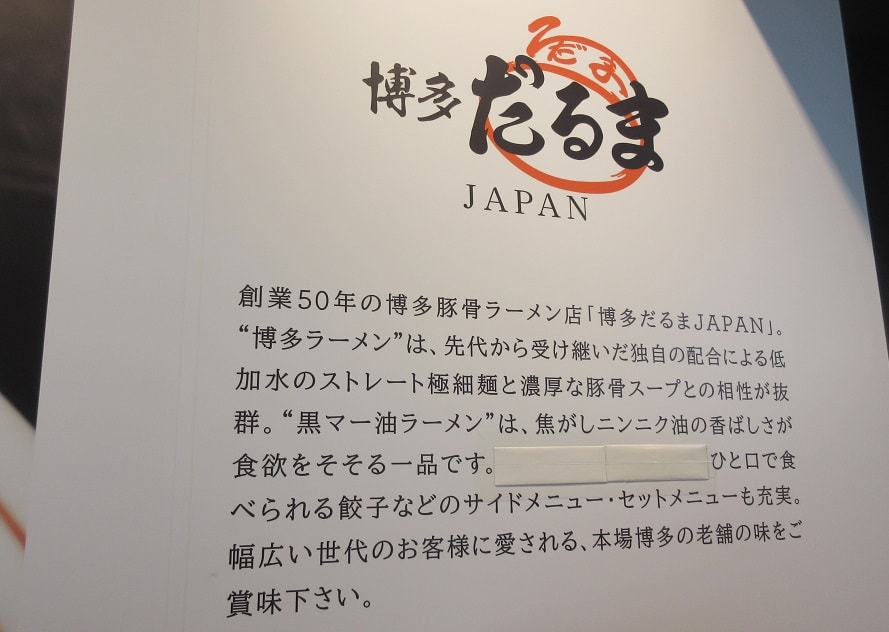 だるま
博多だるま
JAPAN
創業50年の博多豚骨ラーメン店「博多だるまJAPAN」。
“博多ラーメン”は、先代から受け継いだ独自の配合による低
加水のストレート極細麺と濃厚な豚骨スープとの相性が抜
群。“黒マー油ラーメン”は、焦がしニンニク油の香ばしさが
食欲をそそる一品です。ひと口で食
べられる餃子などのサイドメニュー・セットメニューも充実。
幅広い世代のお客様に愛される、本場博多の老舗の味をご
賞味下さい。